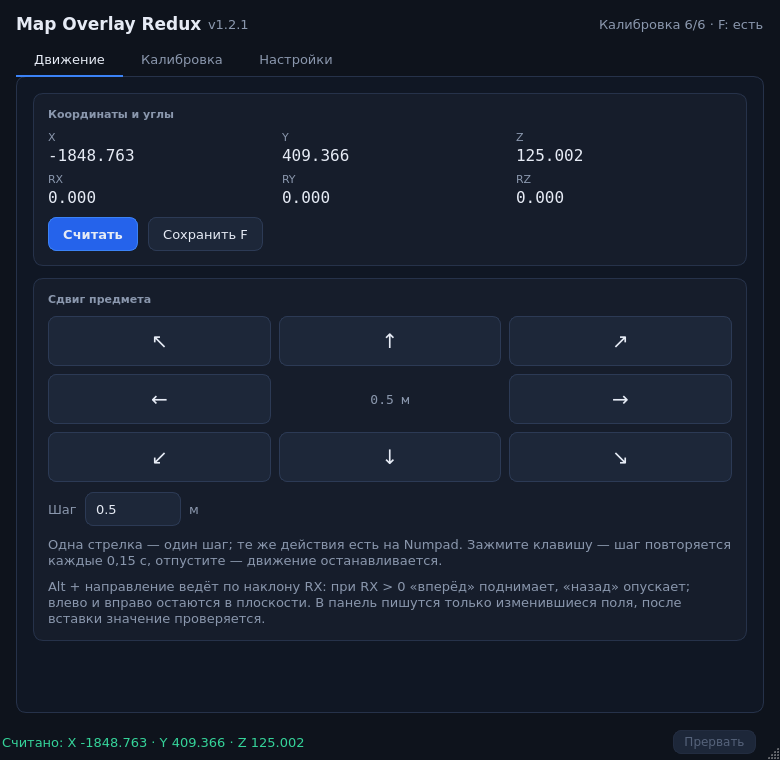 Map Overlay Redux v1.2.1
Калибровка 6/6 · F: есть
Движение
Калибровка
Настройки
Координаты и углы
X
Y
Z
-1848.763
409.366
125.002
RX
RY
RZ
0.000
0.000
0.000
Считать
Сохранить F
Сдвиг предмета
↖
↑
↗
←
0.5 м
→
↙
↓
↘
Шаг 0.5 м
Одна стрелка — один шаг; те же действия есть на Numpad. Зажмите клавишу — шаг повторяется
каждые 0,15 с, отпустите — движение останавливается.
Alt + направление ведёт по наклону RX: при RX > 0 «вперёд» поднимает, «назад» опускает;
влево и вправо остаются в плоскости. В панель пишутся только изменившиеся поля, после
вставки значение проверяется.
Считано: X -1848.763 · Y 409.366 · Z 125.002
Прервать